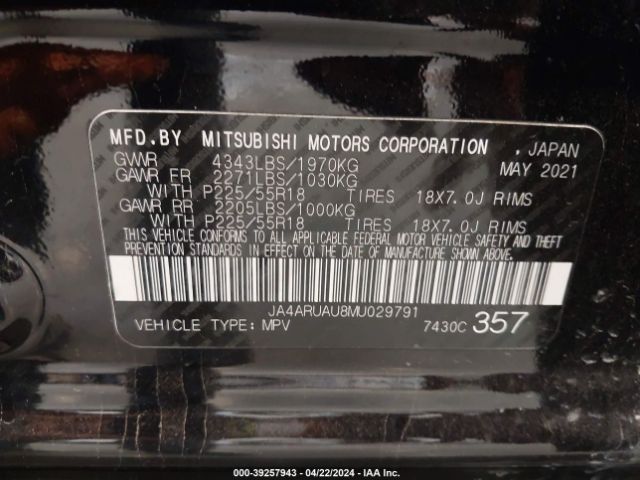 MFD.BY MITSUBISHI MOTORS CORPORATION . JAPAN
GVWR 4343LBS/1970KG MAY 2021
GAWR FR 2271LBS/1030KG
WITH P225/55R18 TIRES 18X7.0J RIMS
GAWR RR 2205LBS/1000KG
WITH P225/55R18 TIRES 18X7.0J RIMS
THIS VEHICLE CONFORMS TO ALL APPLICABLE FEDERAL MOTOR VEHICLE SAFETY AND THEFT
PREVENTION STANDARDS IN EFFECT ON THE DATE OF MANUFACTURE SHOWN ABOVE.
JA4ARUAU8MU029791
VEHICLE TYPE: MPV 7430C 357
000-39257943 - 04/22/2024 - IAA Inc.